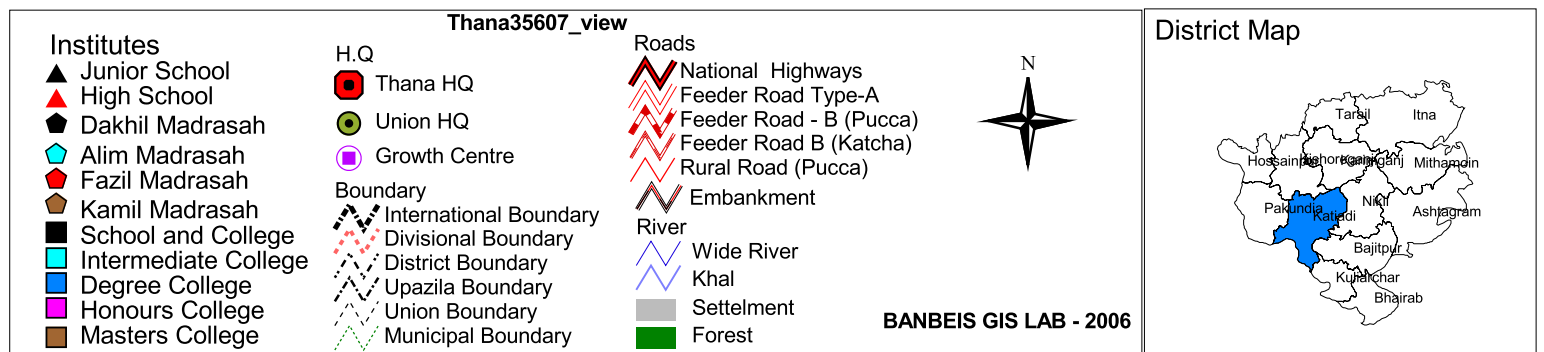 Thana35607_view
Institutes
Junior School
High School
Dakhil Madrasah
Alim Madrasah
Fazil Madrasah
Kamil Madrasah
School and College
Intermediate College
Degree College
Honours College
Masters College
H.Q
Thana HQ
Union HQ
Growth Centre
Boundary
International Boundary
Divisional Boundary
District Boundary
Upazila Boundary
Union Boundary
Municipal Boundary
Roads
National Highways
Feeder Road Type-A
Feeder Road - B (Pucca)
Feeder Road B (Katcha)
Rural Road (Pucca)
Embankment
River
Wide River
Khal
Settelment
Forest
N
BANBEIS GIS LAB - 2006
District Map
Tarail
Itna
Mithamoin
Pakundia
Katiadi
Nikli
Ashtagram
Bajitpur
Kuliarchar
Bhairab